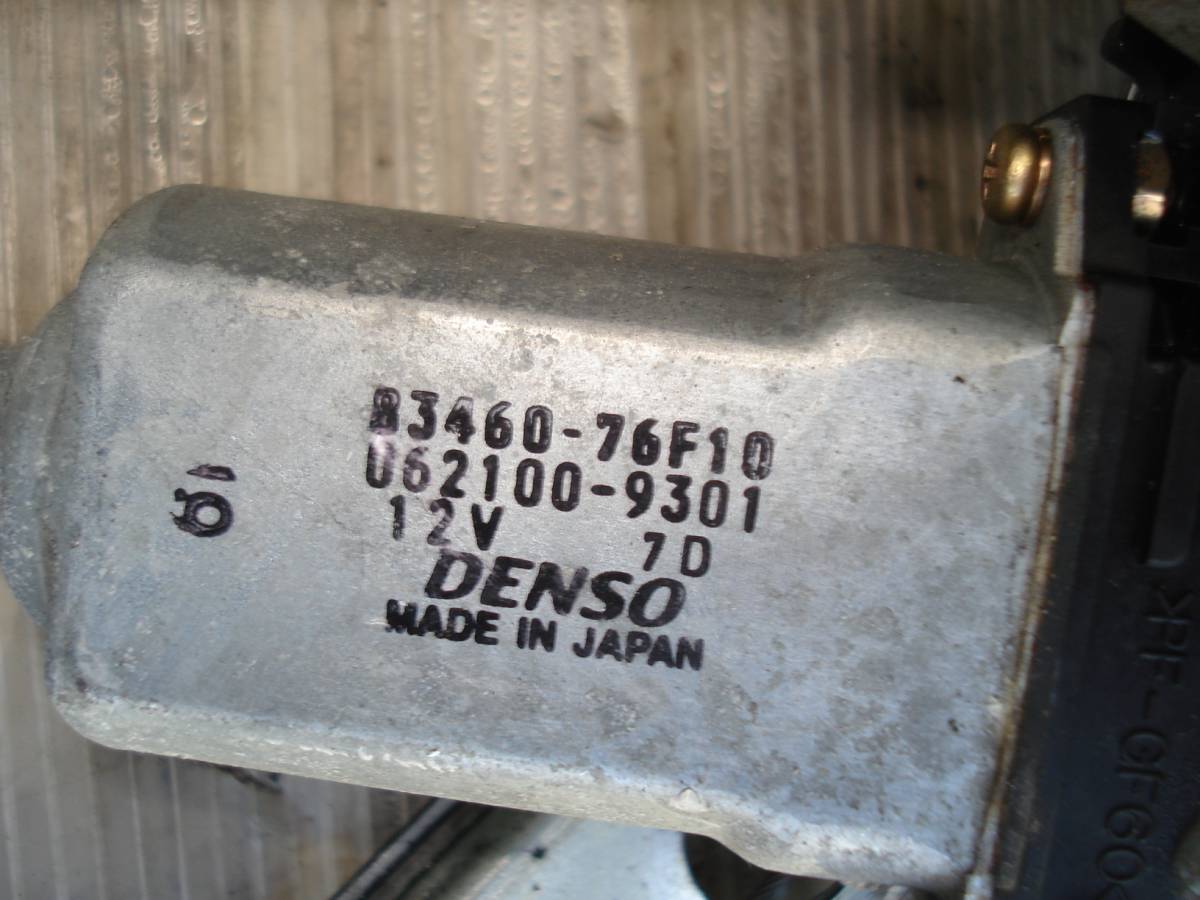 83460-76F10
062100-9301
12V 7D
DENSO
MADE IN JAPAN